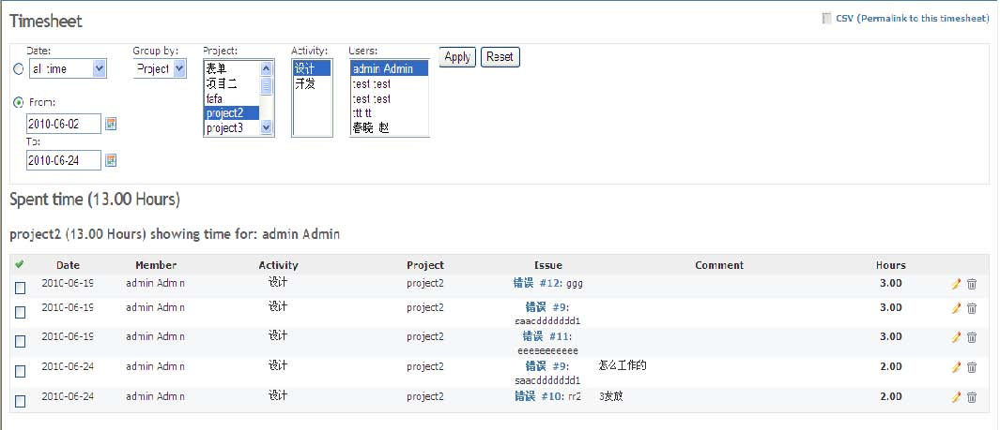 Timesheet
CSV (Permalink to this timesheet)
Date: Group by: Project: Activity: Users:
all time Project Apply Reset
表单 设计 admin Admin
项目二 开发 test test
fafa test test
From: project2 ttt tt
2010-06-02 project3 春晓 赵
To:
2010-06-24
Spent time (13.00 Hours)
project2 (13.00 Hours) showing time for: admin Admin
Date Member Activity Project Issue Comment Hours
2010-06-19 admin Admin 设计 project2 错误 #12: ggg 3.00
2010-06-19 admin Admin 设计 project2 错误 #9: 3.00
saacddddddd1
2010-06-19 admin Admin 设计 project2 错误 #11: 3.00
eeeeeeeeeee
2010-06-24 admin Admin 设计 project2 错误 #9: 怎么工作的 2.00
saacddddddd1
2010-06-24 admin Admin 设计 project2 错误 #10: rr2 3发放 2.00